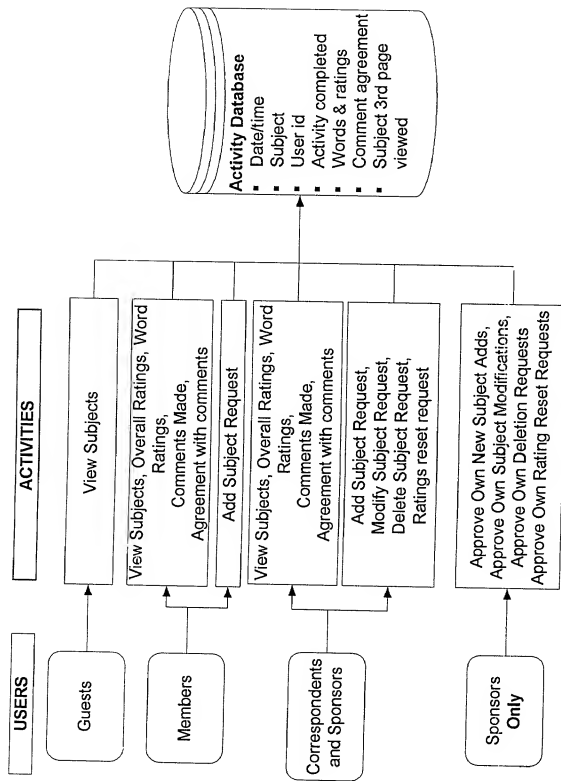 USERS
ACTIVITIES
Guests
View Subjects
Members
View Subjects, Overall Ratings, Word
Ratings,
Comments Made,
Agreement with comments
Add Subject Request
Correspondents
and Sponsors
View Subjects, Overall Ratings, Word
Ratings,
Comments Made,
Agreement with comments
Add Subject Request,
Modify Subject Request,
Delete Subject Request,
Ratings reset request
Sponsors
Only
Approve Own New Subject Adds,
Approve Own Subject Modifications,
Approve Own Deletion Requests
Approve Own Rating Reset Requests
Activity Database
▪ Date/time
▪ Subject
▪ User id
▪ Activity completed
▪ Words & ratings
▪ Comment agreement
▪ Subject 3rd page
viewed